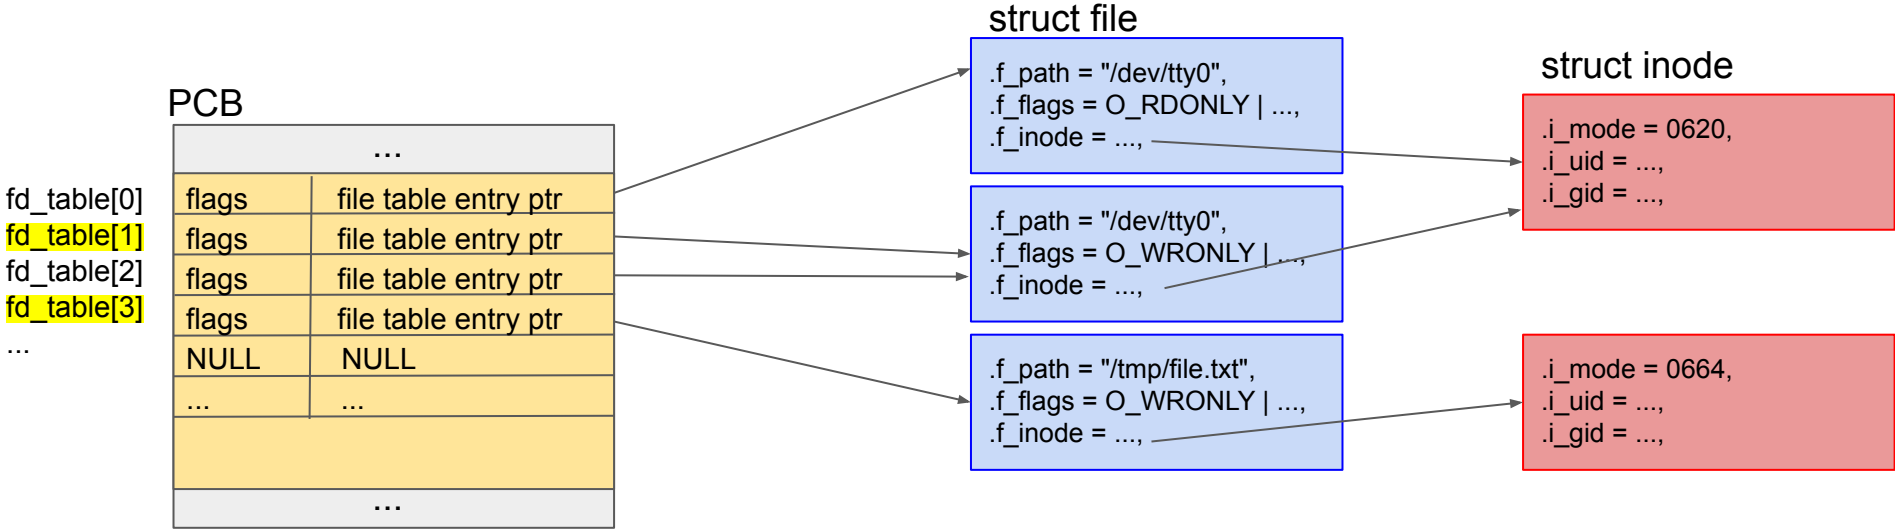 struct file
struct inode
PCB
...
fd_table[0] flags file table entry ptr
fd_table[1] flags file table entry ptr
fd_table[2] flags file table entry ptr
fd_table[3] flags file table entry ptr
... NULL NULL
... ...
...
.f_path = "/dev/tty0",
.f_flags = O_RDONLY | ...,
.f_inode = ...,
.f_path = "/dev/tty0",
.f_flags = O_WRONLY | ...,
.f_inode = ...,
.f_path = "/tmp/file.txt",
.f_flags = O_WRONLY | ...,
.f_inode = ...,
.i_mode = 0620,
.i_uid = ...,
.i_gid = ...,
.i_mode = 0664,
.i_uid = ...,
.i_gid = ...,